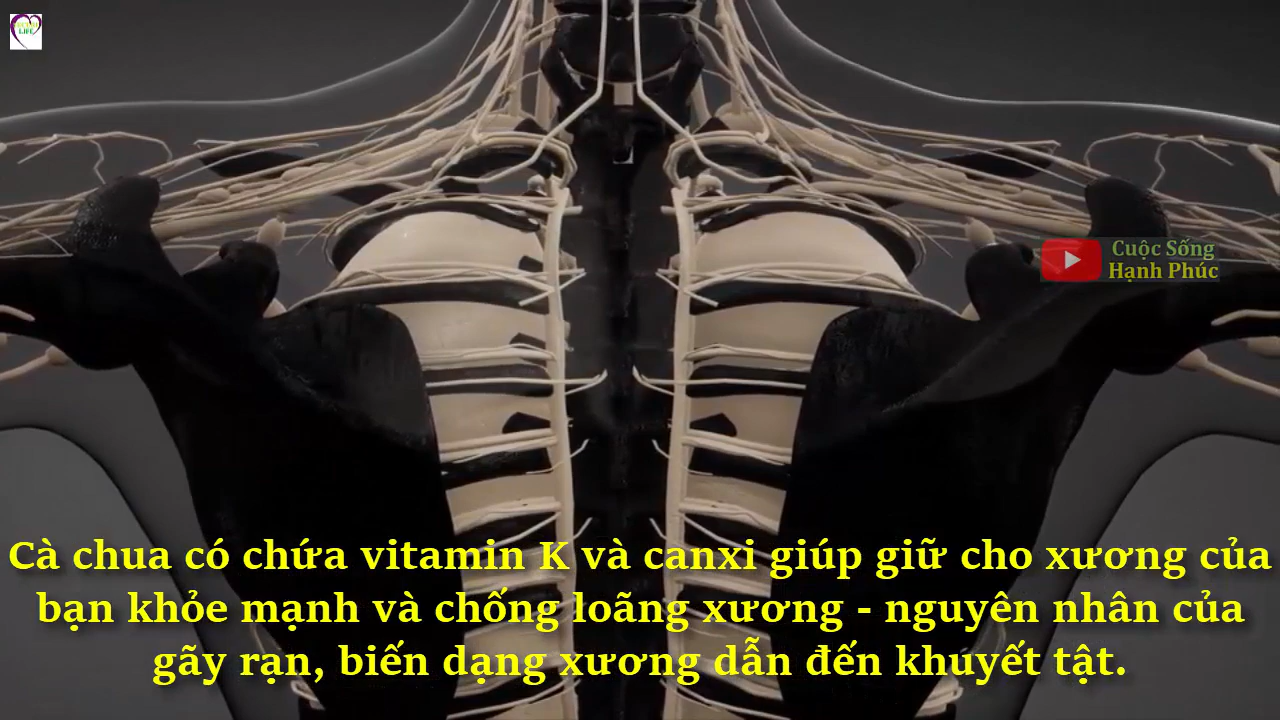 LIFE
Cuộc Sống
Hạnh Phúc
Cà chua có chứa vitamin K và canxi giúp giữ cho xương của
bạn khỏe mạnh và chống loãng xương - nguyên nhân của
gãy rạn, biến dạng xương dẫn đến khuyết tật.